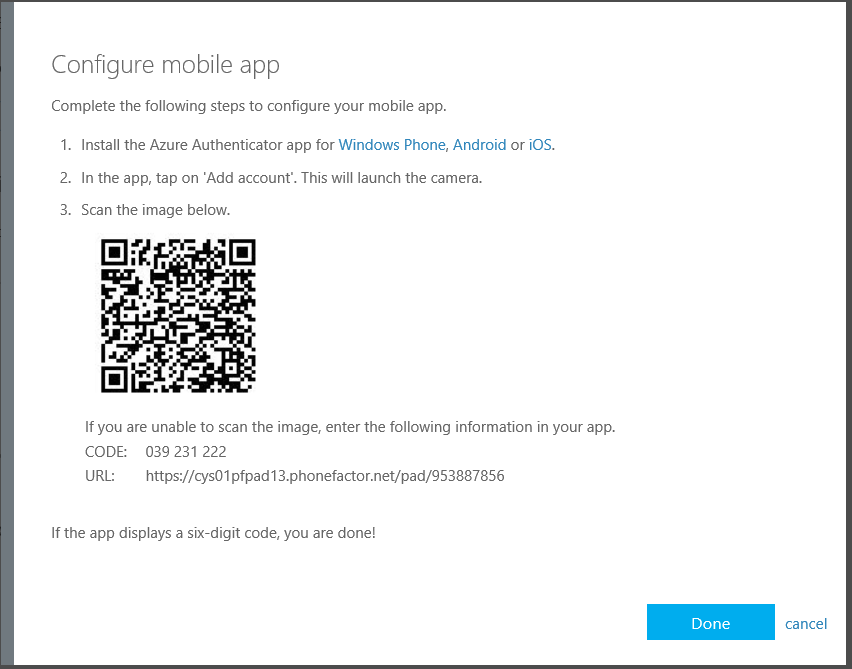 Configure mobile app
Complete the following steps to configure your mobile app.
1. Install the Azure Authenticator app for Windows Phone, Android or iOS.
2. In the app, tap on 'Add account'. This will launch the camera.
3. Scan the image below.
If you are unable to scan the image, enter the following information in your app.
CODE: 039 231 222
URL: https://cys01pfpad13.phonefactor.net/pad/953887856
If the app displays a six-digit code, you are done!
Done cancel